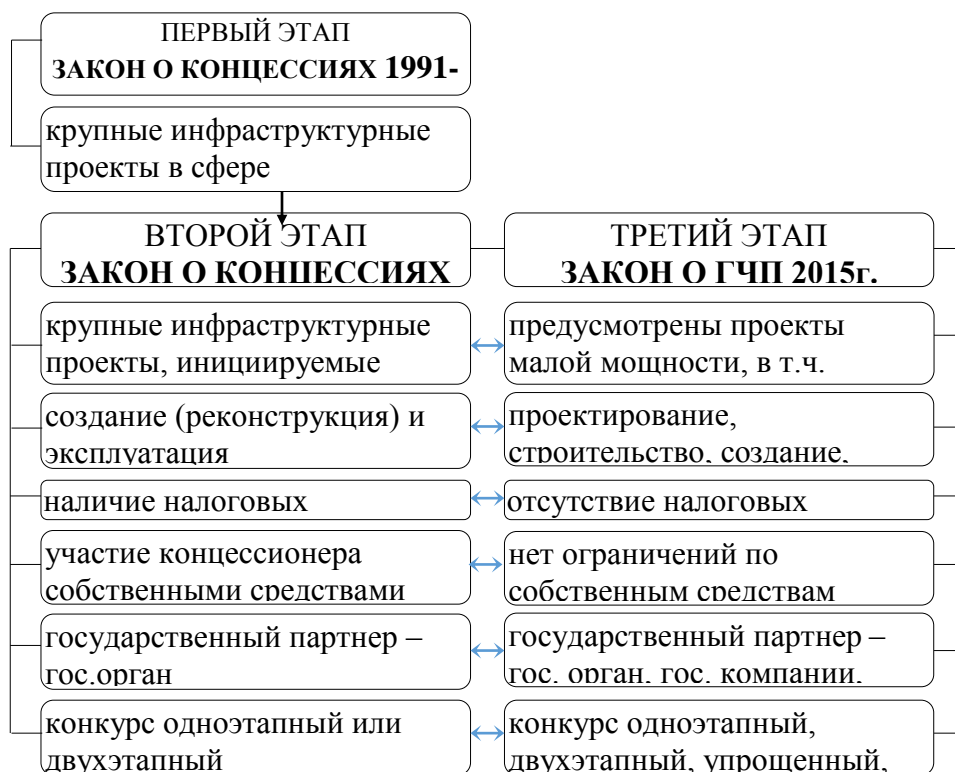 ПЕРВЫЙ ЭТАП
ЗАКОН О КОНЦЕССИЯХ 1991-
крупные инфраструктурные
проекты в сфере
ВТОРОЙ ЭТАП
ЗАКОН О КОНЦЕССИЯХ
ТРЕТИЙ ЭТАП
ЗАКОН О ГЧП 2015г.
крупные инфраструктурные
проекты, инициируемые
предусмотрены проекты
малой мощности, в т.ч.
создание (реконструкция) и
эксплуатация
проектирование,
строительство, создание,
наличие налоговых
отсутствие налоговых
участие концессионера
собственными средствами
нет ограничений по
собственным средствам
государственный партнер –
гос.орган
государственный партнер –
гос. орган, гос. компании,
конкурс одноэтапный или
двухэтапный
конкурс одноэтапный,
двухэтапный, упрощенный,